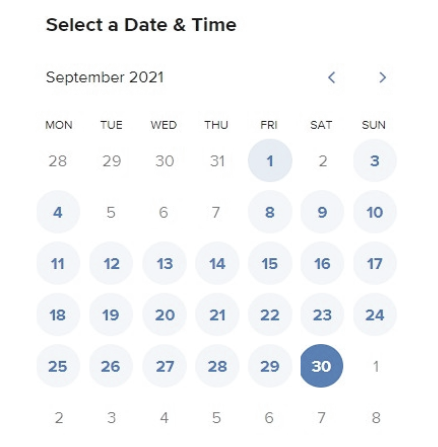 Select a Date & Time
September 2021
MON TUE WED THU FRI SAT SUN
28 29 30 31 1 2 3
4 5 6 7 8 9 10
11 12 13 14 15 16 17
18 19 20 21 22 23 24
25 26 27 28 29 30 1
2 3 4 5 6 7 8